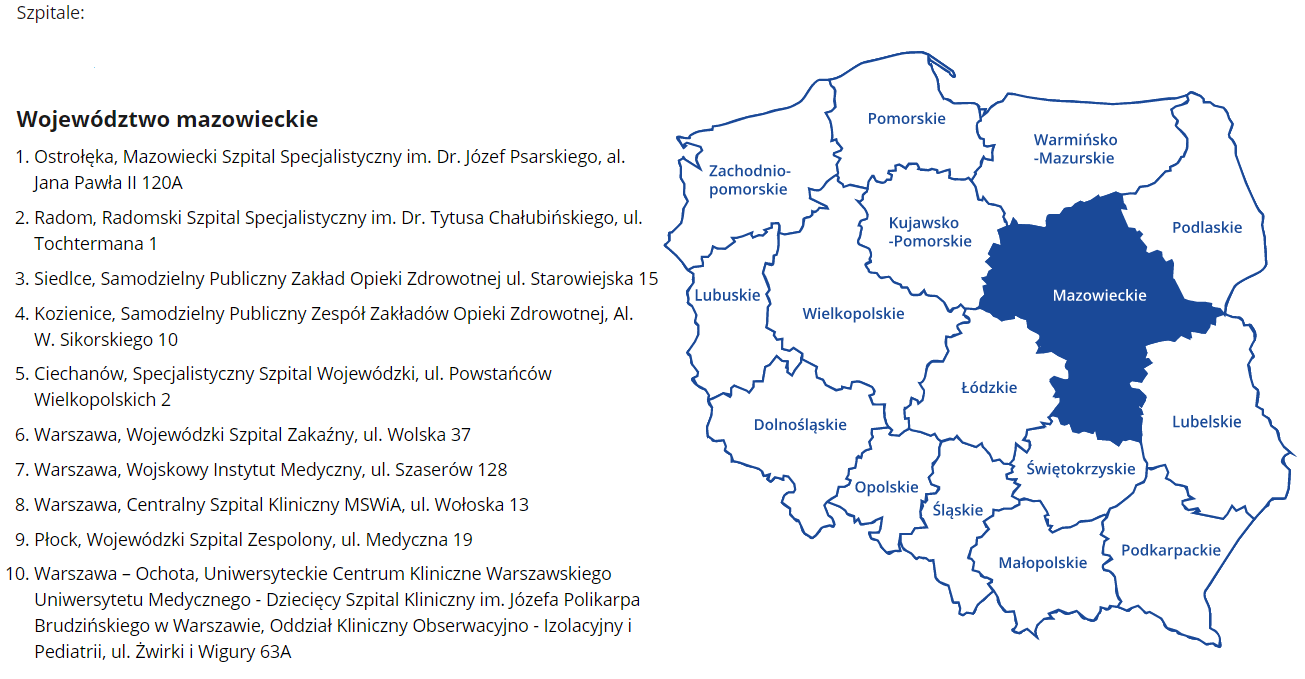 Szpitale:
Województwo mazowieckie
1. Ostrołęka, Mazowiecki Szpital Specjalistyczny im. Dr. Józef Psarskiego, al.
Jana Pawła II 120A
2. Radom, Radomski Szpital Specjalistyczny im. Dr. Tytusa Chałubińskiego, ul.
Tochtermana 1
3. Siedlce, Samodzielny Publiczny Zakład Opieki Zdrowotnej ul. Starowiejska 15
4. Kozienice, Samodzielny Publiczny Zespół Zakładów Opieki Zdrowotnej, Al.
W. Sikorskiego 10
5. Ciechanów, Specjalistyczny Szpital Wojewódzki, ul. Powstańców
Wielkopolskich 2
6. Warszawa, Wojewódzki Szpital Zakaźny, ul. Wolska 37
7. Warszawa, Wojskowy Instytut Medyczny, ul. Szaserów 128
8. Warszawa, Centralny Szpital Kliniczny MSWiA, ul. Wołoska 13
9. Płock, Wojewódzki Szpital Zespolony, ul. Medyczna 19
10. Warszawa – Ochota, Uniwersyteckie Centrum Kliniczne Warszawskiego
Uniwersytetu Medycznego - Dziecięcy Szpital Kliniczny im. Józefa Polikarpa
Brudzińskiego w Warszawie, Oddział Kliniczny Obserwacyjno - Izolacyjny i
Pediatrii, ul. Żwirki i Wigury 63A
Pomorskie
Warmińsko
-Mazurskie
Zachodnio-
pomorskie
Kujawsko
-Pomorskie
Podlaskie
Lubuskie
Wielkopolskie
Mazowieckie
Łódzkie
Dolnośląskie
Lubelskie
Świętokrzyskie
Opolskie
Śląskie
Małopolskie
Podkarpackie